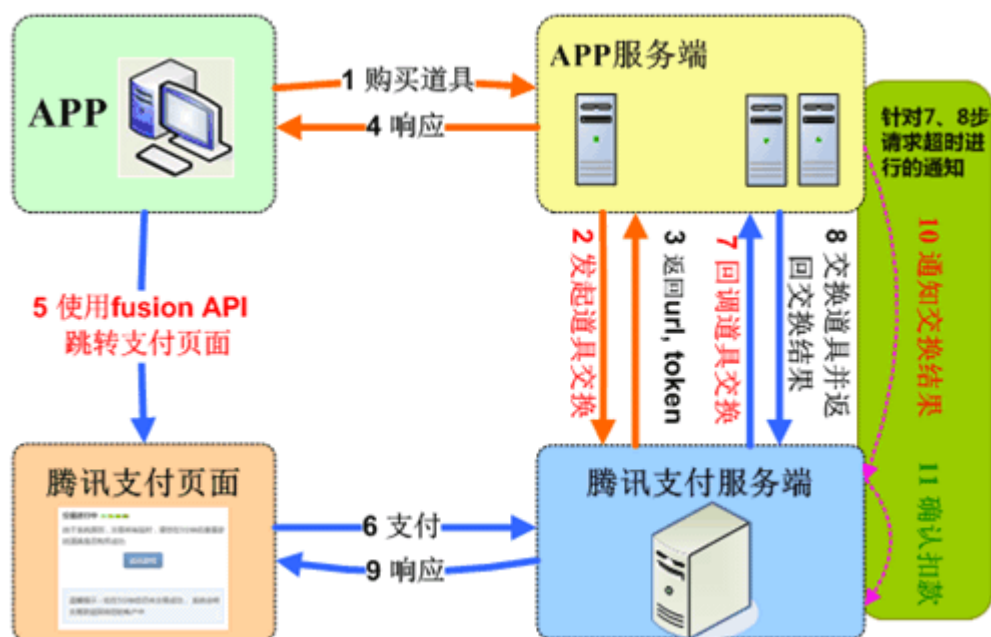 APP
1 购买道具
4 响应
APP服务端
针对7、8步
请求超时进
行的通知
5 使用fusion API
跳转支付页面
2 发起道具交换
3 返回url, token
7 回调道具交换
8 交换道具并返
回交换结果
10 通知交换结果
11 确认扣款
腾讯支付页面
6 支付
9 响应
腾讯支付服务端